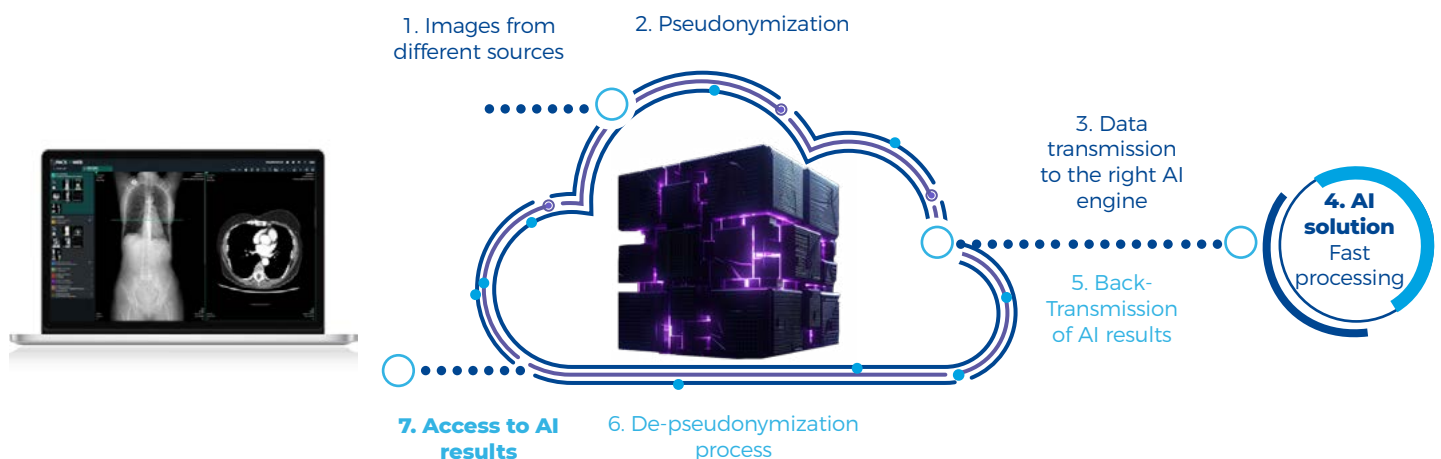 1. Images from
different sources
2. Pseudonymization
3. Data
transmission
to the right AI
engine
4. AI
solution
Fast
processing
5. Back-
Transmission
of AI results
6. De-pseudonymization
process
7. Access to AI
results